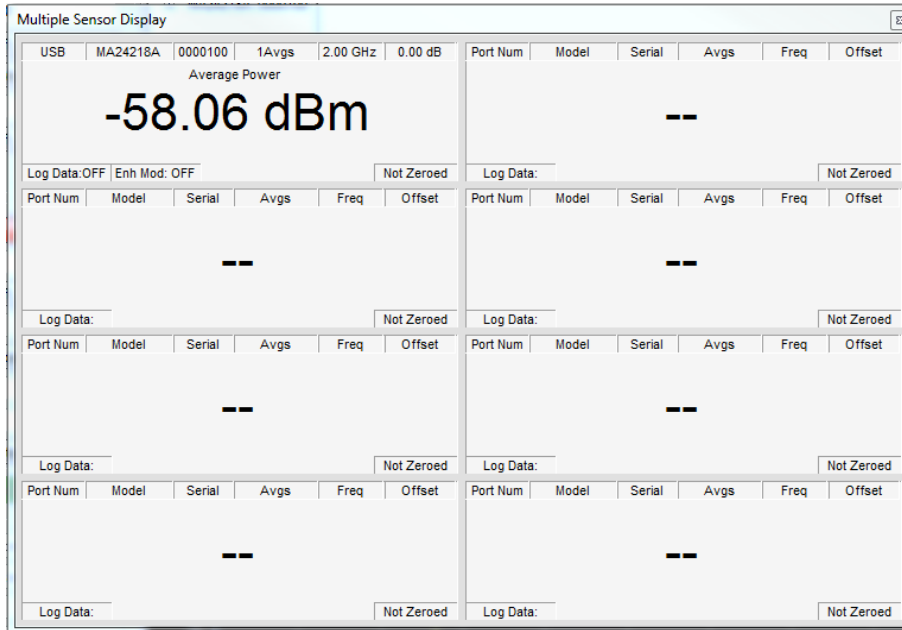 Multiple Sensor Display
USB MA24218A 0000100 1Avgs 2.00 GHz 0.00 dB
Average Power
-58.06 dBm
Log Data:OFF Enh Mod: OFF Not Zeroed
Port Num Model Serial Avgs Freq Offset
--
Log Data: Not Zeroed
Port Num Model Serial Avgs Freq Offset
--
Log Data: Not Zeroed
Port Num Model Serial Avgs Freq Offset
--
Log Data: Not Zeroed
Port Num Model Serial Avgs Freq Offset
--
Log Data: Not Zeroed
Port Num Model Serial Avgs Freq Offset
--
Log Data: Not Zeroed
Port Num Model Serial Avgs Freq Offset
--
Log Data: Not Zeroed
Port Num Model Serial Avgs Freq Offset
--
Log Data: Not Zeroed